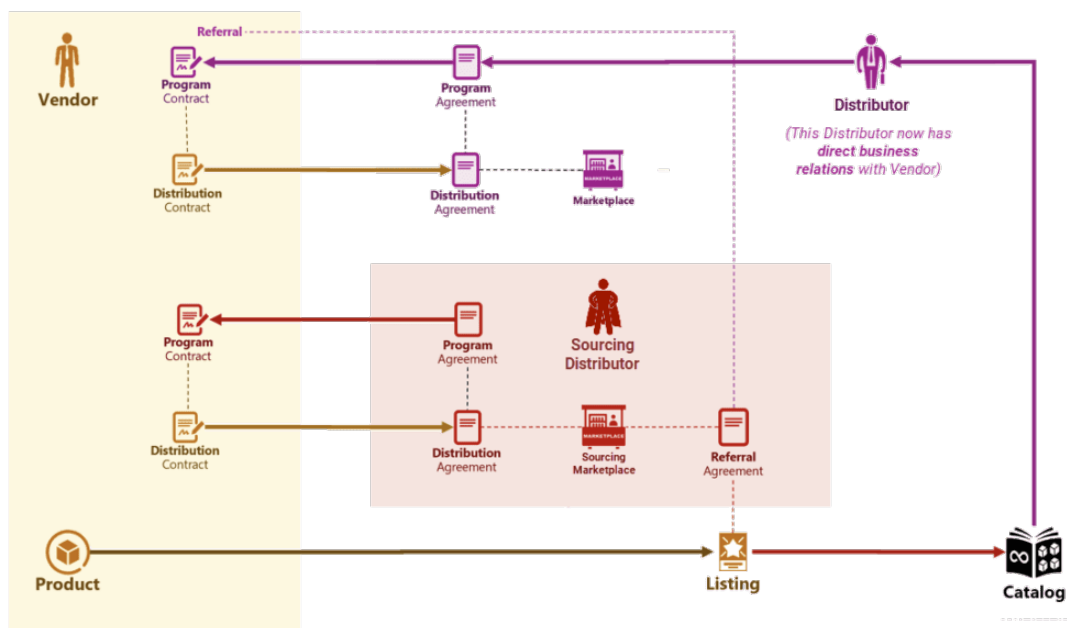 Referral
Vendor
Program
Contract
Program
Agreement
Distributor
(This Distributor now has
direct business
relations with Vendor)
Distribution
Contract
Distribution
Agreement
MARKETPLACE
Marketplace
Program
Contract
Program
Agreement
Sourcing
Distributor
Distribution
Contract
Distribution
Agreement
MARKETPLACE
Sourcing
Marketplace
Referral
Agreement
Product
Listing
Catalog